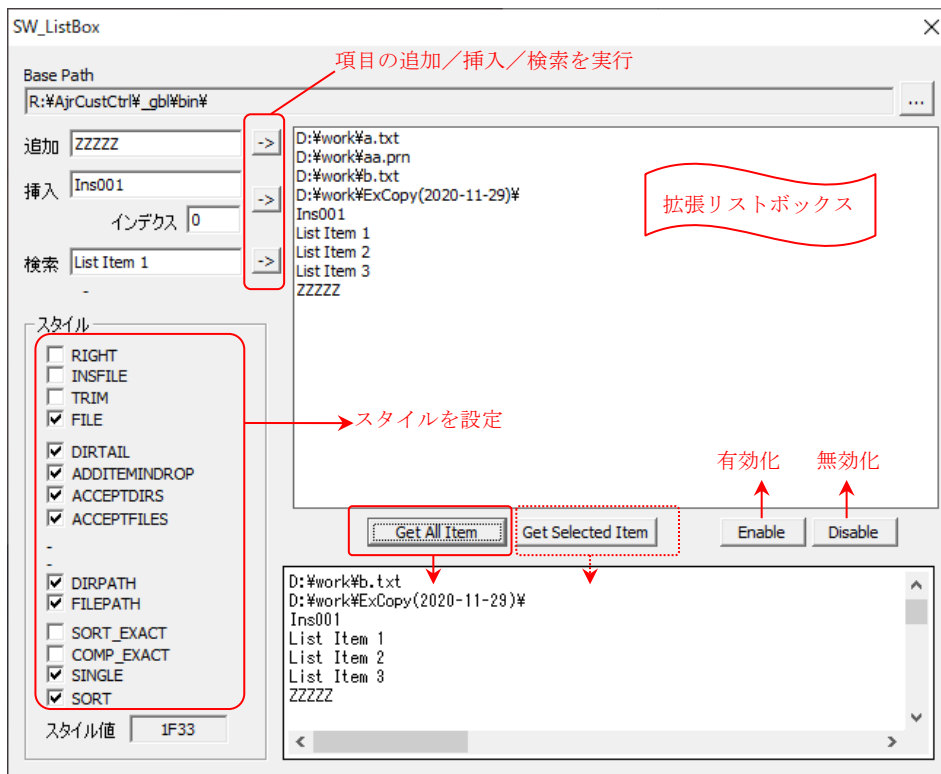 SW_ListBox
項目の追加／挿入／検索を実行
Base Path
R:¥AjrCustCtrl¥_gbl¥bin¥
...
追加 ZZZZZ ->
挿入 Ins001 ->
インデクス 0
検索 List Item 1 ->
-
D:¥work¥a.txt
D:¥work¥aa.prn
D:¥work¥b.txt
D:¥work¥ExCopy(2020-11-29)¥
Ins001
List Item 1
List Item 2
List Item 3
ZZZZZ
拡張リストボックス
スタイル
RIGHT
INSFILE
TRIM
FILE
DIRTAIL
ADDITEMINDROP
ACCEPTDIRS
ACCEPTFILES
-
-
DIRPATH
FILEPATH
SORT_EXACT
COMP_EXACT
SINGLE
SORT
スタイル値 1F33
スタイルを設定
有効化 無効化
Get All Item Get Selected Item Enable Disable
D:¥work¥b.txt
D:¥work¥ExCopy(2020-11-29)¥
Ins001
List Item 1
List Item 2
List Item 3
ZZZZZ